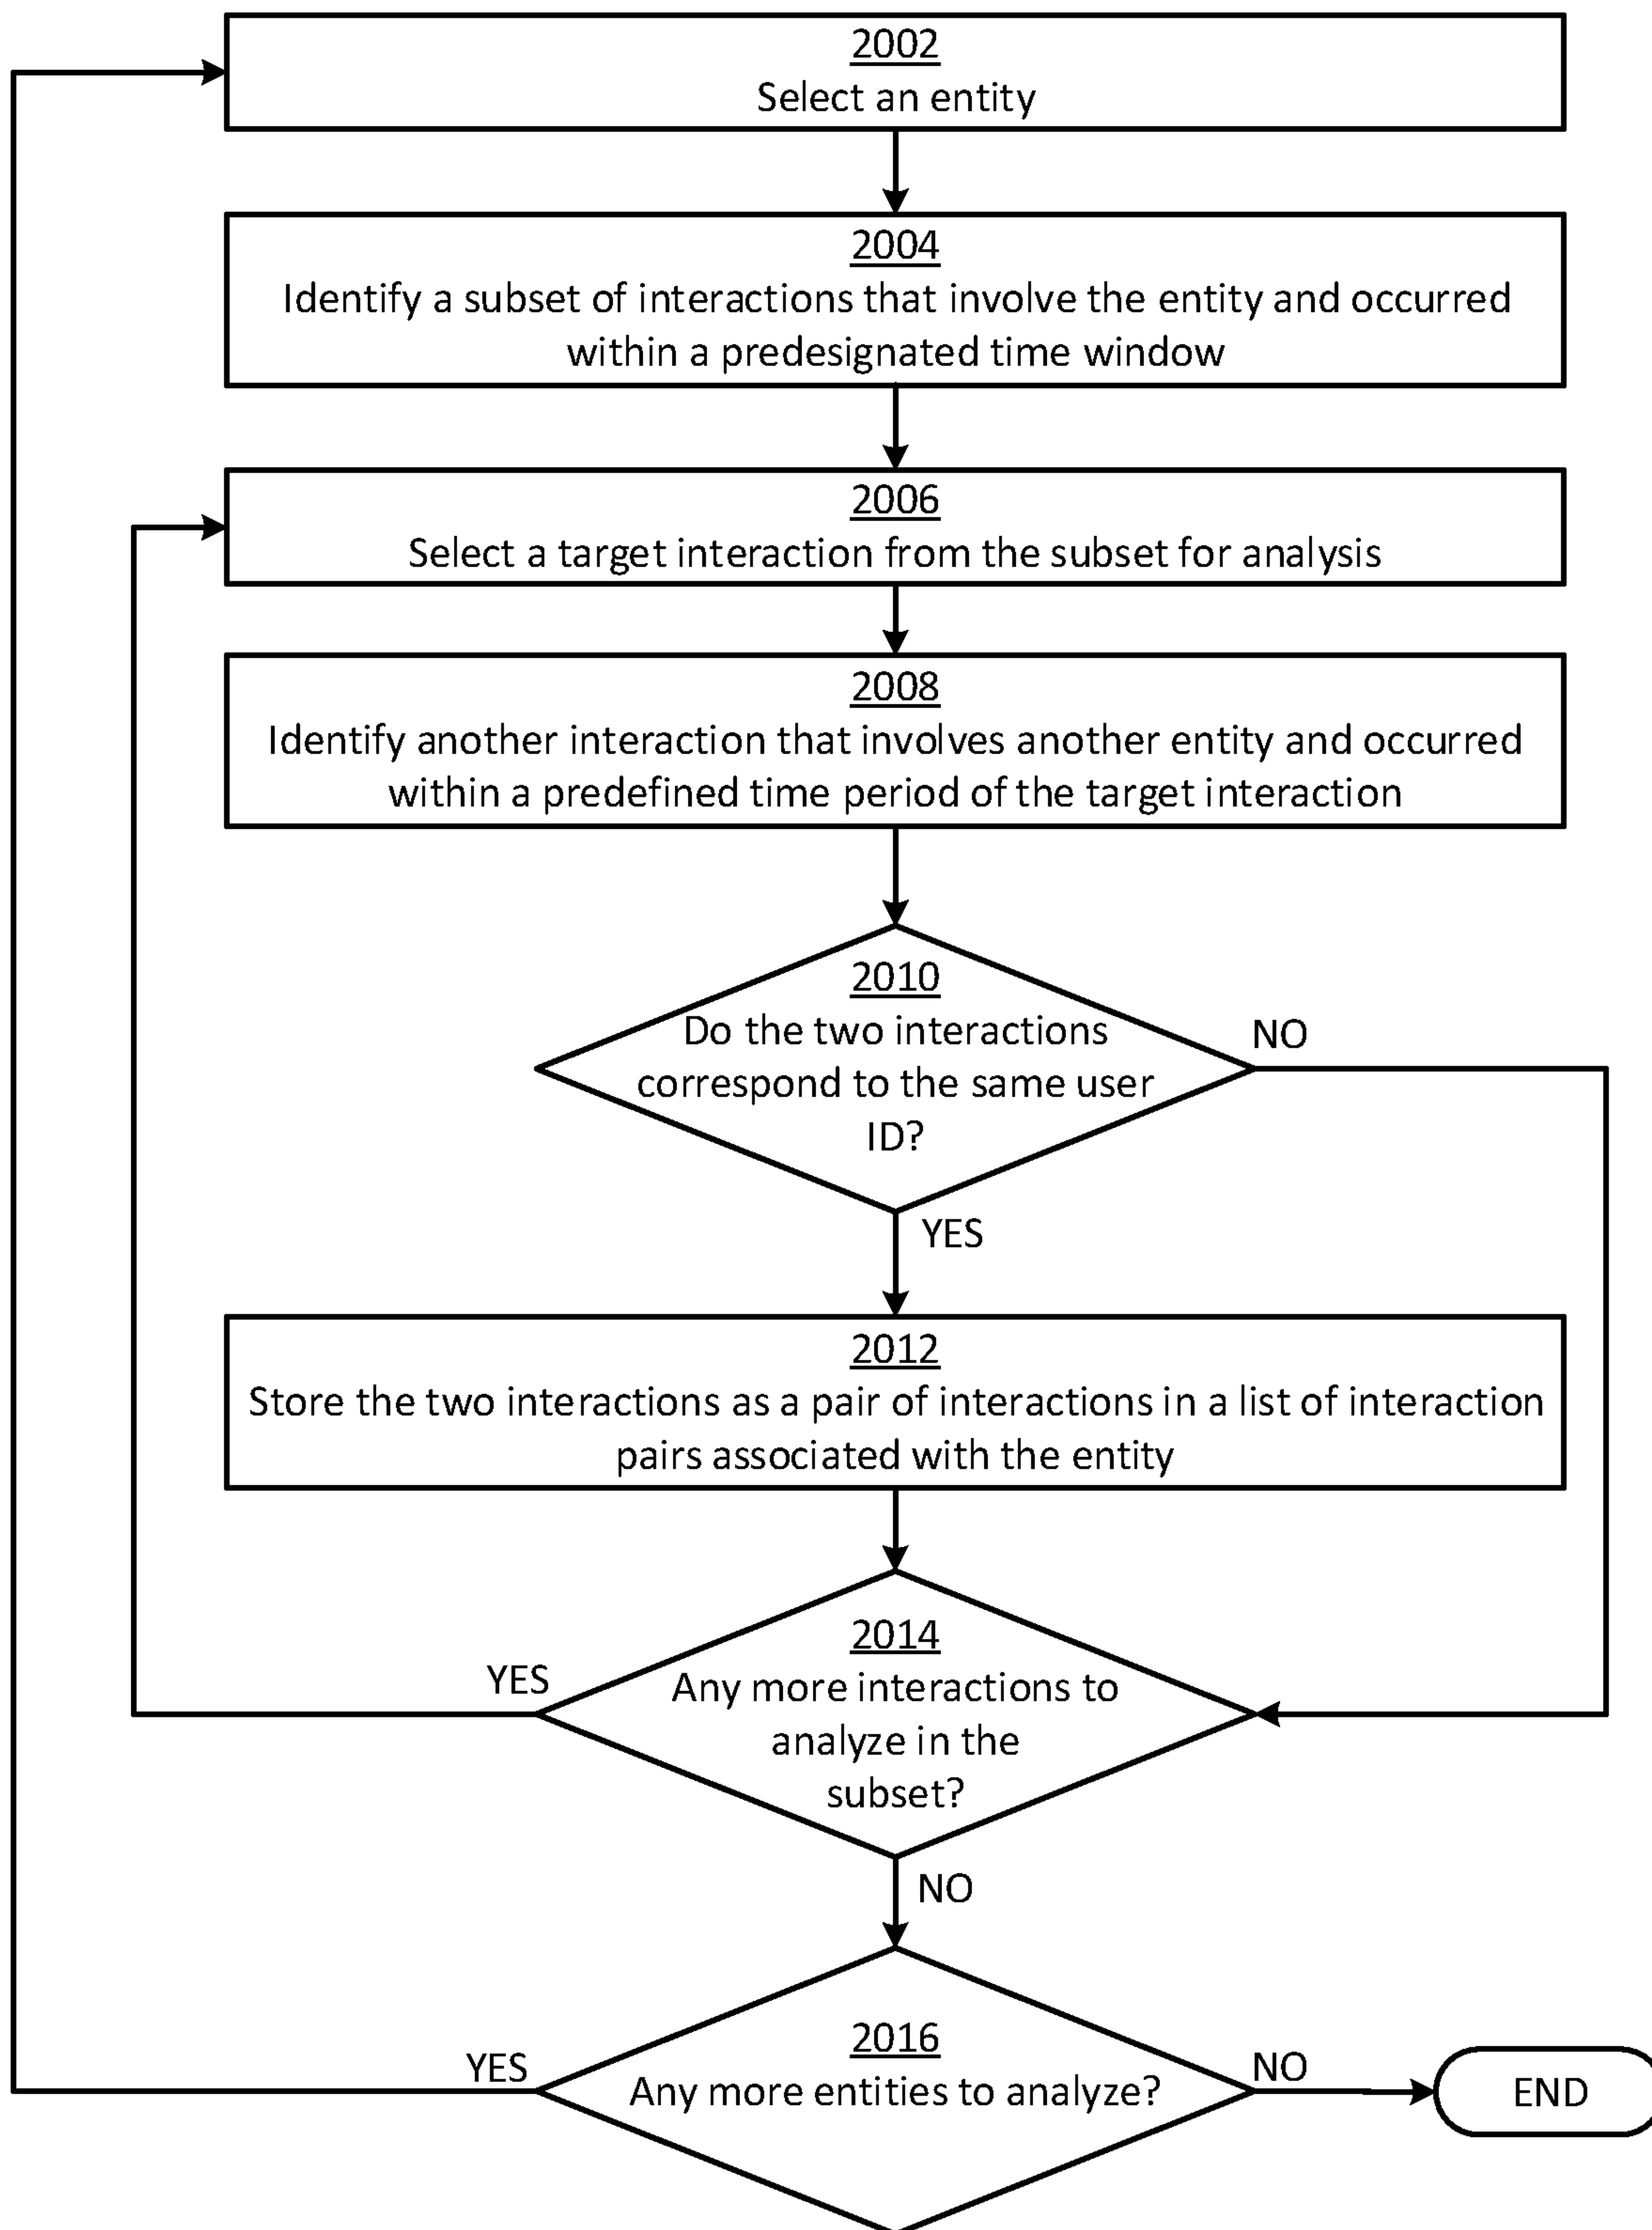 2002
Select an entity
2004
Identify a subset of interactions that involve the entity and occurred
within a predesignated time window
2006
Select a target interaction from the subset for analysis
2008
Identify another interaction that involves another entity and occurred
within a predefined time period of the target interaction
2010
Do the two interactions
correspond to the same user
ID?
NO
YES
2012
Store the two interactions as a pair of interactions in a list of interaction
pairs associated with the entity
2014
Any more interactions to
analyze in the
subset?
YES
NO
2016
Any more entities to analyze?
YES
NO
END